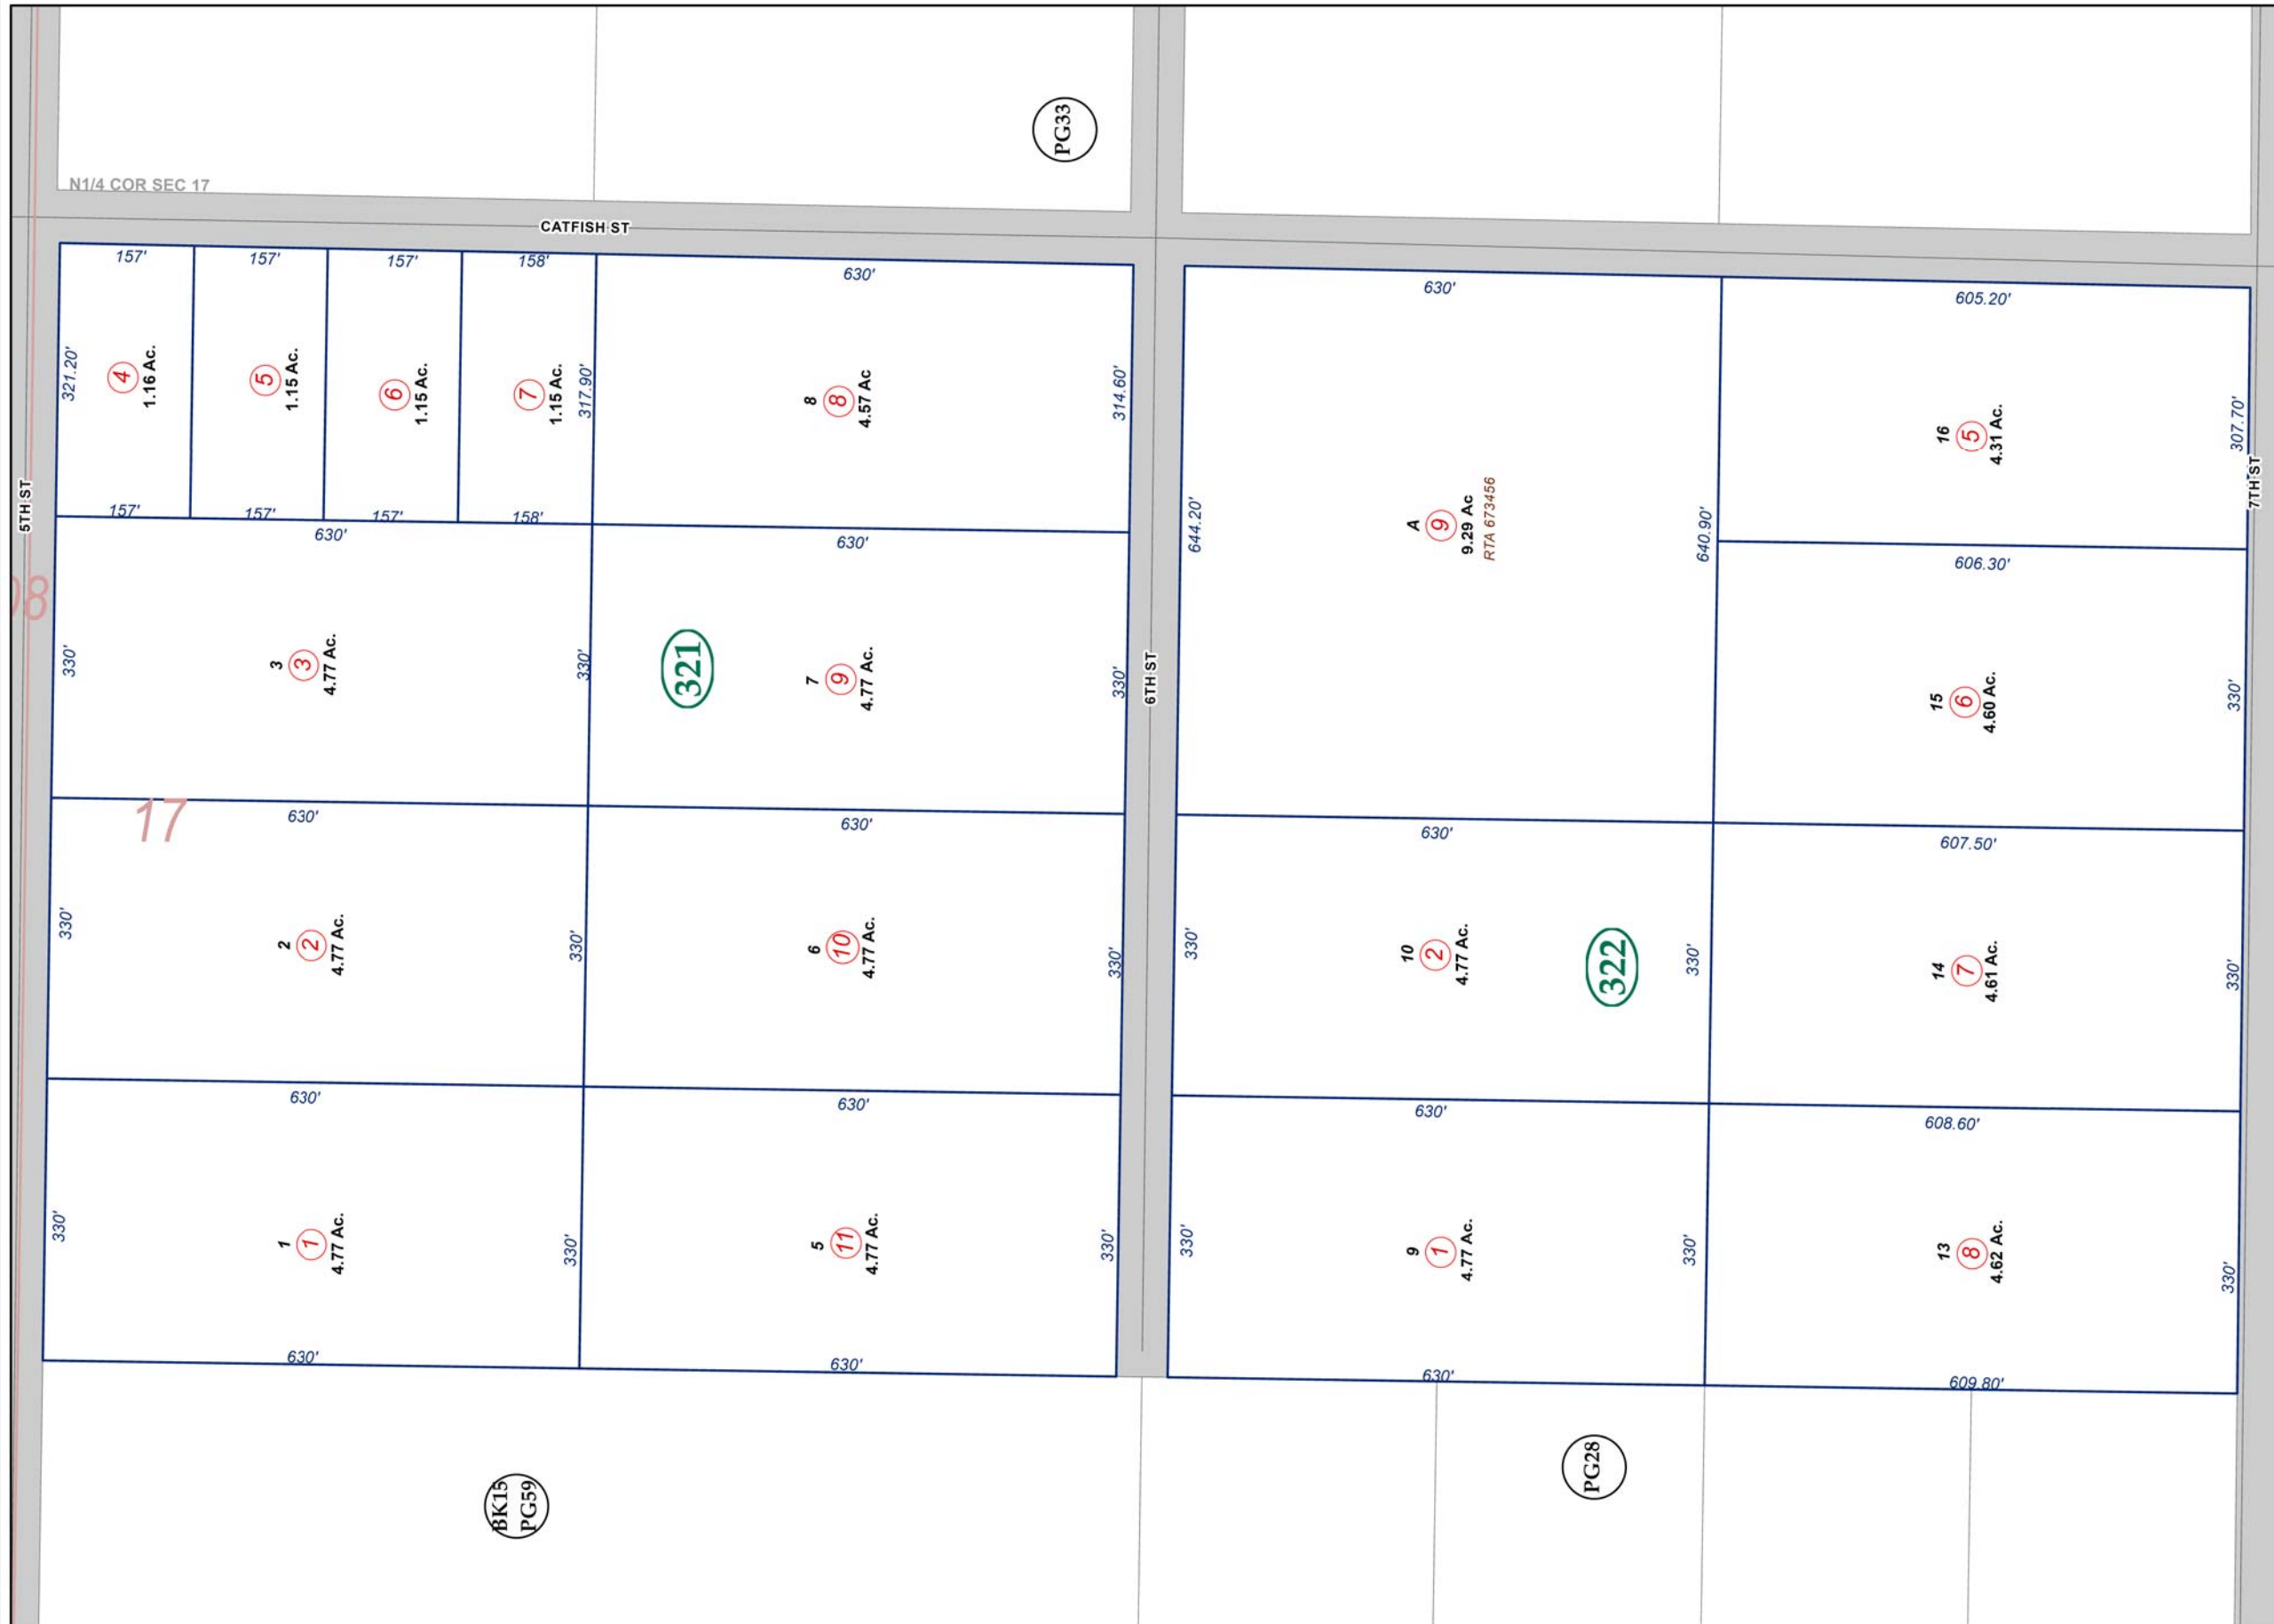 PG33
N1/4 COR SEC 17
CATFISH ST
157'
157'
157'
158'
630'
630'
605.20'
321.20'
4
1.16 Ac.
5
1.15 Ac.
6
1.15 Ac.
7
1.15 Ac.
317.90'
8
8
4.57 Ac
314.60'
16
5
4.31 Ac.
307.70'
5TH ST
7TH ST
157'
157'
157'
158'
630'
630'
644.20'
A
9
9.29 Ac
RTA 673456
640.90'
606.30'
08
330'
3
3
4.77 Ac.
330'
321
7
9
4.77 Ac.
330'
6TH ST
15
6
4.60 Ac.
330'
17
630'
630'
630'
607.50'
330'
2
2
4.77 Ac.
330'
6
10
4.77 Ac.
330'
330'
10
2
4.77 Ac.
322
330'
14
7
4.61 Ac.
330'
630'
630'
630'
608.60'
330'
1
1
4.77 Ac.
330'
5
11
4.77 Ac.
330'
330'
9
1
4.77 Ac.
330'
13
8
4.62 Ac.
330'
630'
630'
630'
609.80'
BK15
PG59
PG28